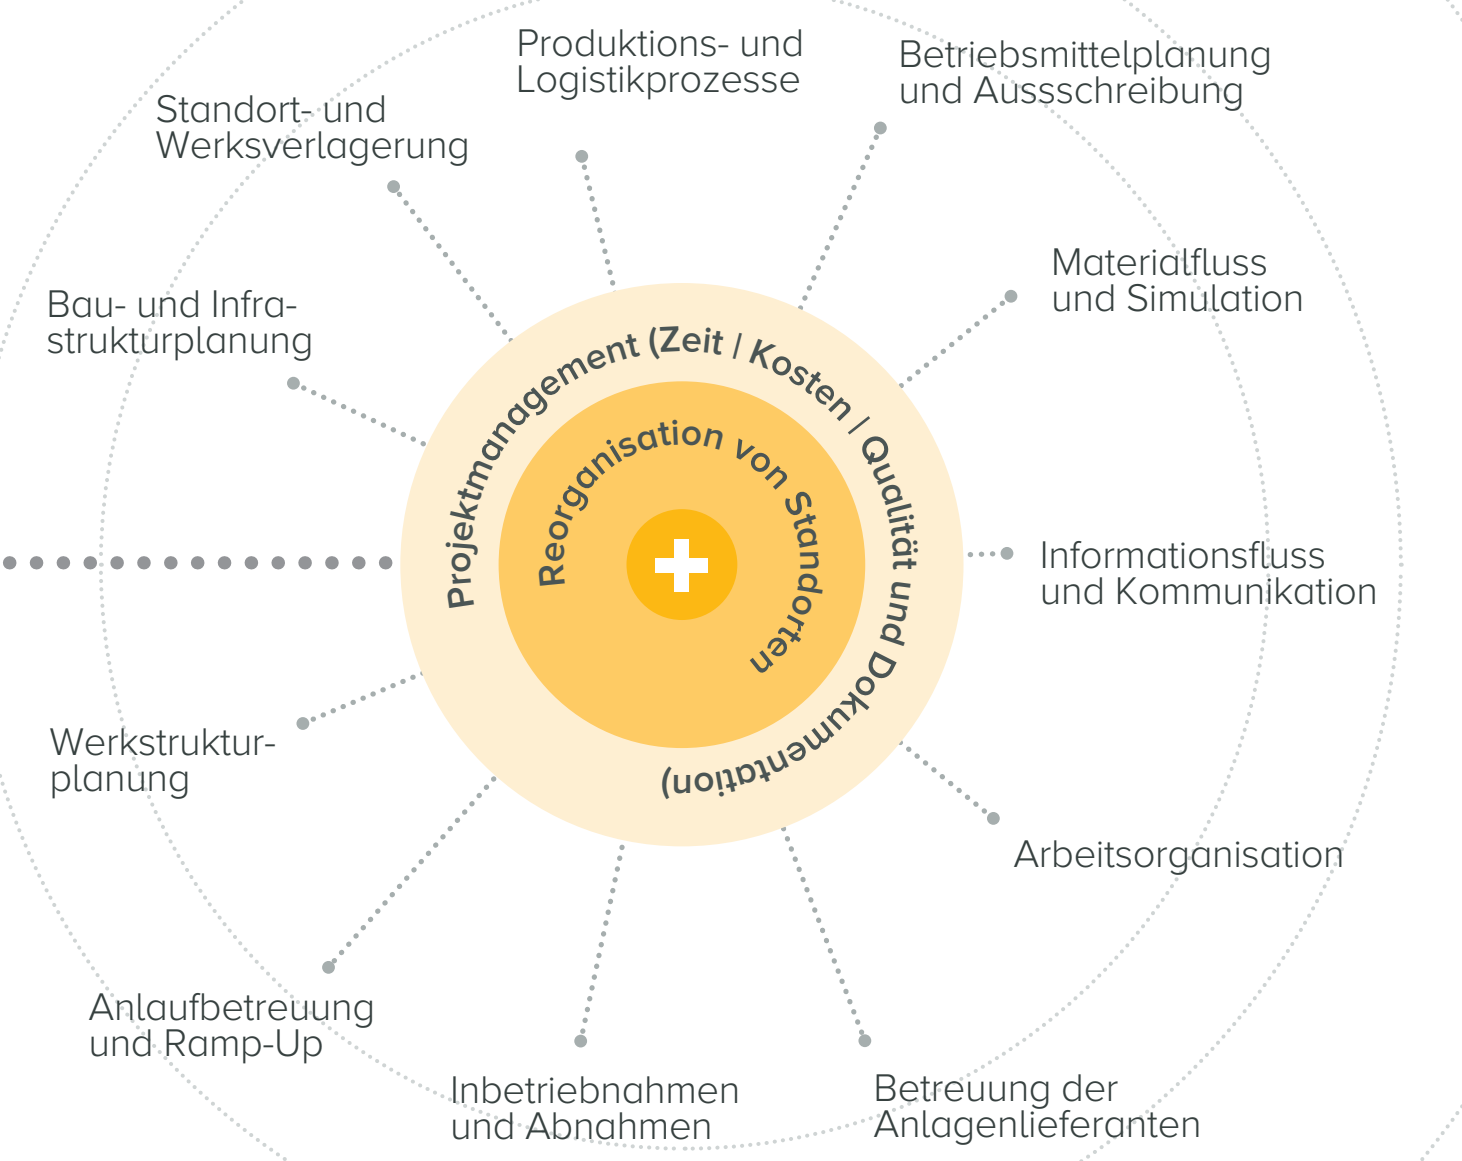 Produktions- und
Logistikprozesse
Betriebsmittelplanung
und Aussschreibung
Standort- und
Werksverlagerung
Materialfluss
und Simulation
Bau- und Infra-
strukturplanung
Projektmanagement (Zeit / Kosten / Qualität und Dokumentation)
Reorganisation von Standorten
Informationsfluss
und Kommunikation
Werkstruktur-
planung
Arbeitsorganisation
Anlaufbetreuung
und Ramp-Up
Inbetriebnahmen
und Abnahmen
Betreuung der
Anlagenlieferanten